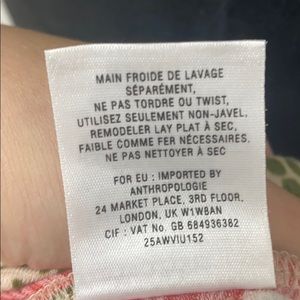 MAIN FROIDE DE LAVAGE
SÉPARÉMENT,
NE PAS TORDRE OU TWIST,
UTILISEZ SEULEMENT NON-JAVEL,
REMODELER LAY PLAT À SEC,
FAIBLE COMME FER NÉCESSAIRES.
NE PAS NETTOYER À SEC
FOR EU : IMPORTED BY
ANTHROPOLOGIE
24 MARKET PLACE, 3RD FLOOR,
LONDON, UK W1W8AN
CIF : VAT No. GB 684936382
25AWVIU152